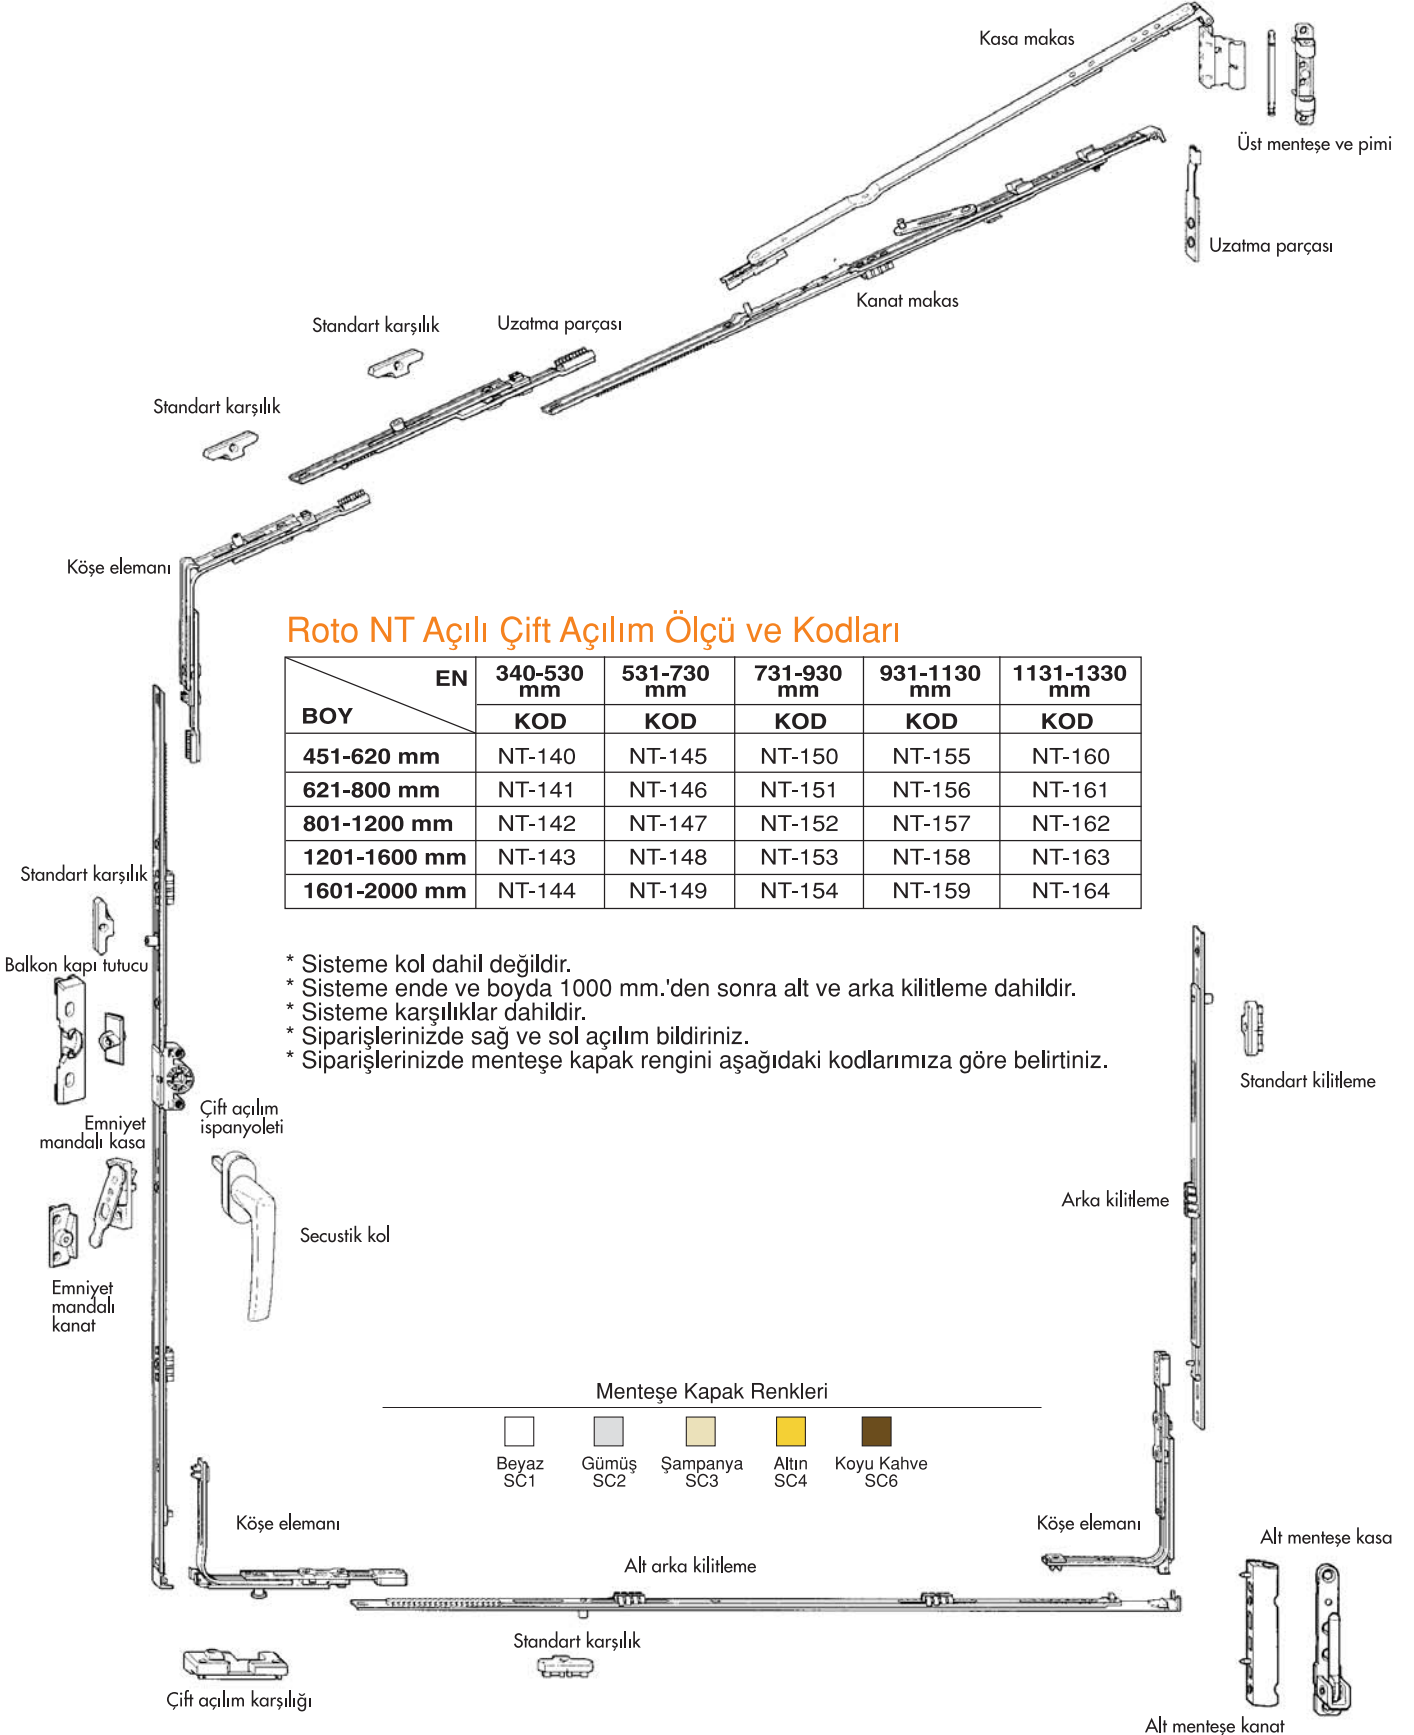 Kasa makas
Üst menteşe ve pimi
Uzatma parçası
Kanat makas
Standart karşılık
Uzatma parçası
Standart karşılık
Köşe elemanı
Roto NT Açılı Çift Açılım Ölçü ve Kodları
EN 340-530 mm 531-730 mm 731-930 mm 931-1130 mm 1131-1330 mm
BOY KOD KOD KOD KOD KOD
451-620 mm NT-140 NT-145 NT-150 NT-155 NT-160
621-800 mm NT-141 NT-146 NT-151 NT-156 NT-161
801-1200 mm NT-142 NT-147 NT-152 NT-157 NT-162
1201-1600 mm NT-143 NT-148 NT-153 NT-158 NT-163
1601-2000 mm NT-144 NT-149 NT-154 NT-159 NT-164
Standart karşılık
Balkon kapı tutucu
* Sisteme kol dahil değildir.
* Sisteme ende ve boyda 1000 mm.'den sonra alt ve arka kilitleme dahildir.
* Sisteme karşılıklar dahildir.
* Siparişlerinizde sağ ve sol açılım bildiriniz.
* Siparişlerinizde menteşe kapak rengini aşağıdaki kodlarımıza göre belirtiniz.
Standart kilitleme
Çift açılım
ispanyoleti
Emniyet
mandalı kasa
Arka kilitleme
Secustik kol
Emniyet
mandalı
kanat
Menteşe Kapak Renkleri
Beyaz Gümüş Şampanya Altın Koyu Kahve
SC1 SC2 SC3 SC4 SC6
Köşe elemanı
Köşe elemanı
Alt menteşe kasa
Alt arka kilitleme
Standart karşılık
Çift açılım karşılığı
Alt menteşe kanat